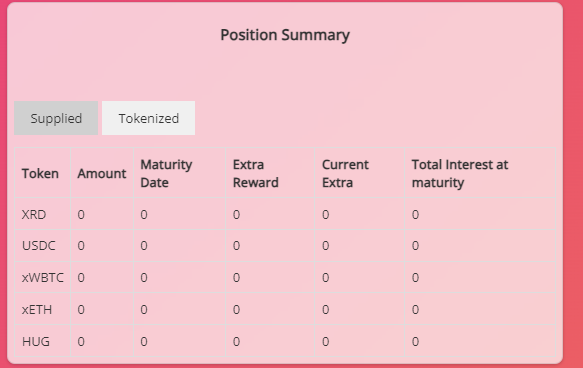 Position Summary
Supplied Tokenized
Token Amount Maturity Date Extra Reward Current Extra Total Interest at maturity
XRD 0 0 0 0 0
USDC 0 0 0 0 0
xWBTC 0 0 0 0 0
xETH 0 0 0 0 0
HUG 0 0 0 0 0